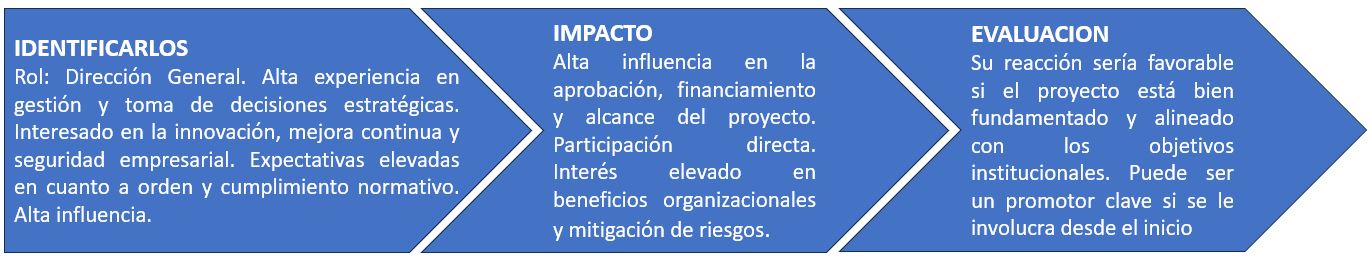 IDENTIFICARLOS
Rol: Dirección General. Alta experiencia en
gestión y toma de decisiones estratégicas.
Interesado en la innovación, mejora continua y
seguridad empresarial. Expectativas elevadas
en cuanto a orden y cumplimiento normativo.
Alta influencia.
IMPACTO
Alta influencia en la
aprobación, financiamiento
y alcance del proyecto.
Participación directa.
Interés elevado en
beneficios organizacionales
y mitigación de riesgos.
EVALUACION
Su reacción sería favorable
si el proyecto está bien
fundamentado y alineado
con los objetivos
institucionales. Puede ser
un promotor clave si se le
involucra desde el inicio